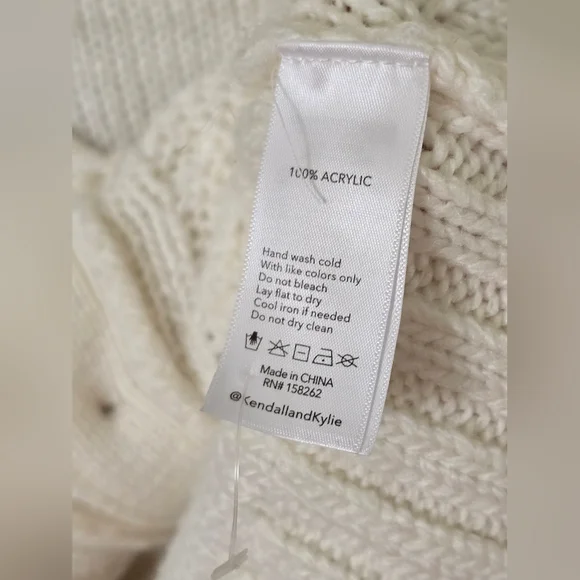 100% ACRYLIC
Hand wash cold
With like colors only
Do not bleach
Lay flat to dry
Cool iron if needed
Do not dry clean
Made in CHINA
RN# 158262
@KendallandKylie